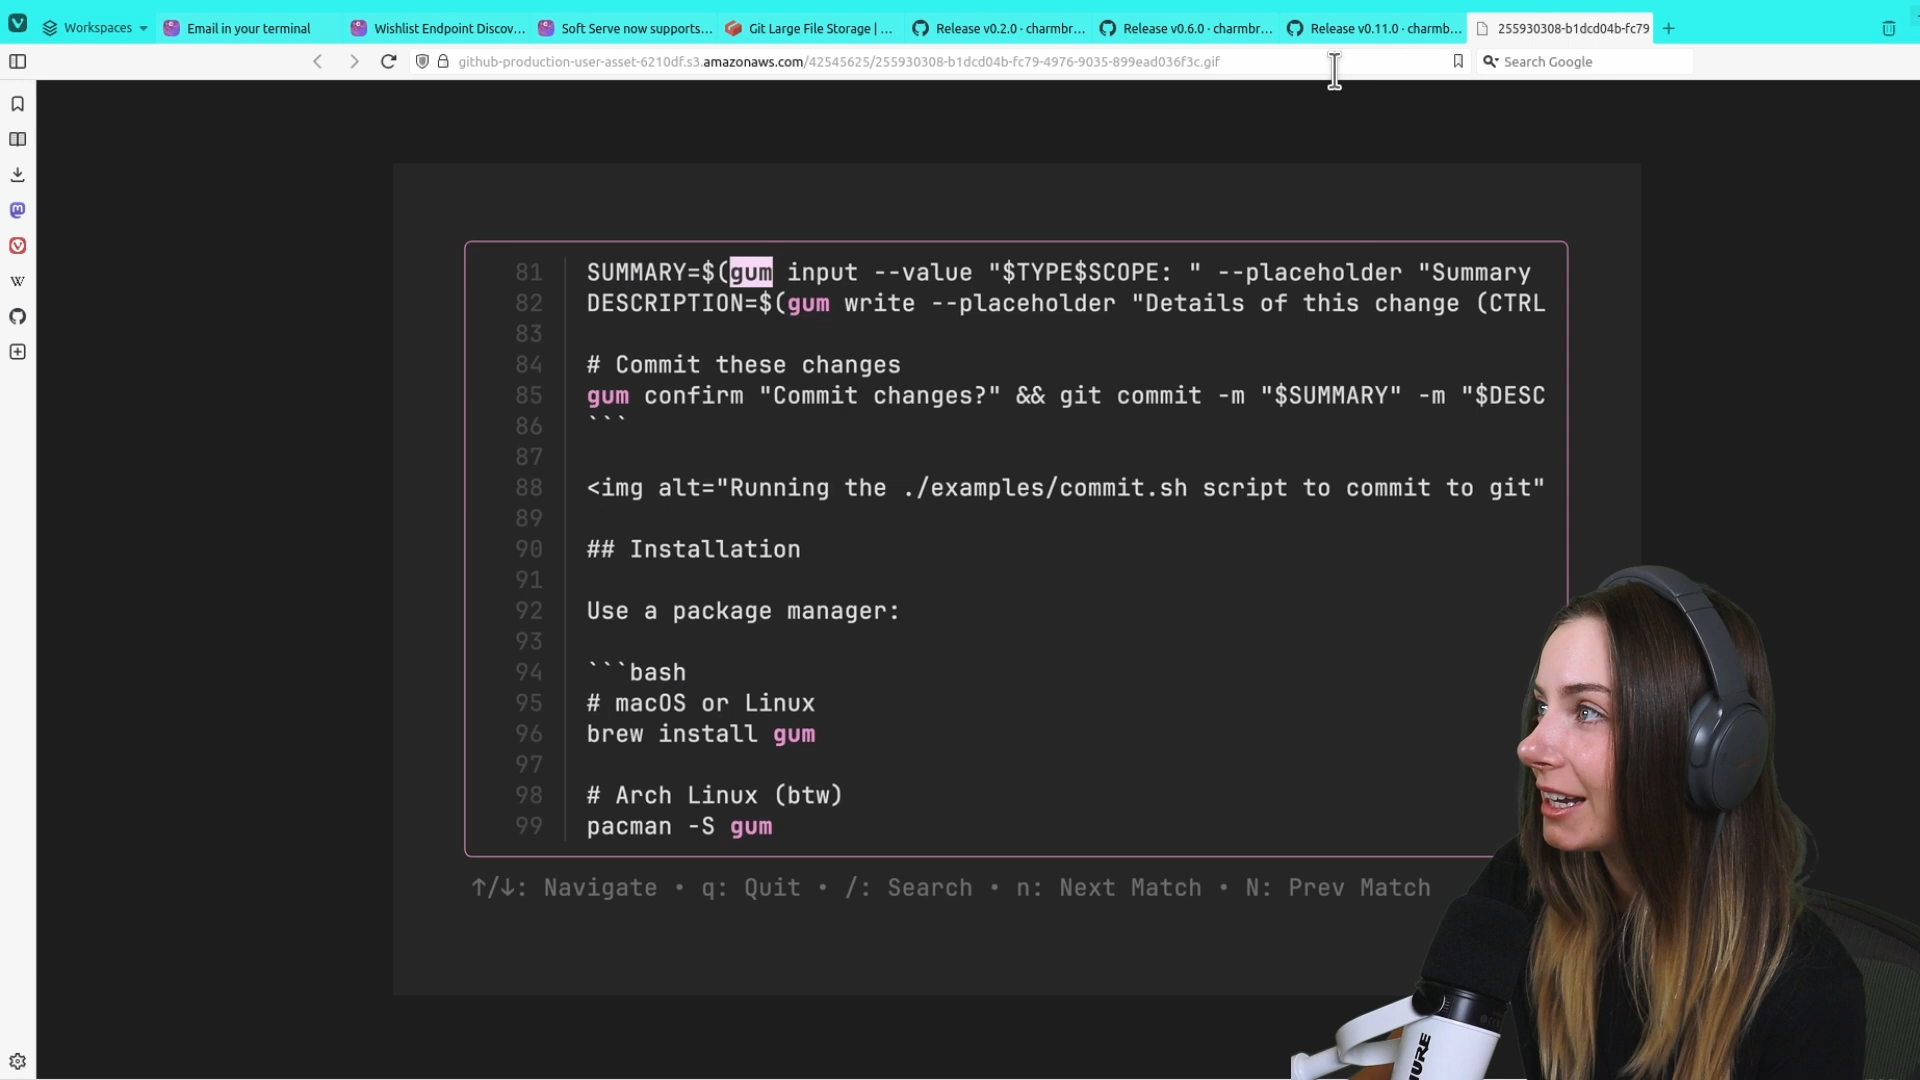 Workspaces
Email in your terminal
Wishlist Endpoint Discov...
Soft Serve now supports...
Git Large File Storage | ...
Release v0.2.0 · charmbr...
Release v0.6.0 · charmbr...
Release v0.11.0 · charmb...
255930308-b1dcd04b-fc79
github-production-user-asset-6210df.s3.amazonaws.com/42545625/255930308-b1dcd04b-fc79-4976-9035-899ead036f3c.gif
Search Google
81 SUMMARY=$(gum input --value "$TYPE$SCOPE: " --placeholder "Summary
82 DESCRIPTION=$(gum write --placeholder "Details of this change (CTRL
83
84 # Commit these changes
85 gum confirm "Commit changes?" && git commit -m "$SUMMARY" -m "$DESC
86 ```
87
88 <img alt="Running the ./examples/commit.sh script to commit to git"
89
90 ## Installation
91
92 Use a package manager:
93
94 ```bash
95 # macOS or Linux
96 brew install gum
97
98 # Arch Linux (btw)
99 pacman -S gum
↑/↓: Navigate • q: Quit • /: Search • n: Next Match • N: Prev Match